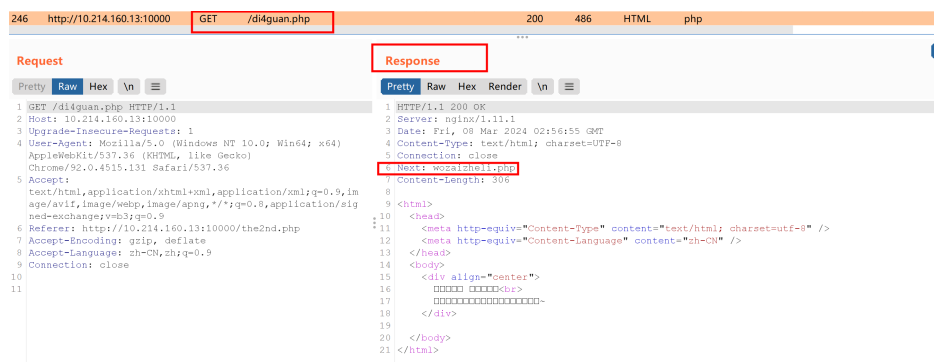 246 http://10.214.160.13:10000 GET /di4guan.php 200 486 HTML php
Request
Pretty Raw Hex \n
1 GET /di4guan.php HTTP/1.1
2 Host: 10.214.160.13:10000
3 Upgrade-Insecure-Requests: 1
4 User-Agent: Mozilla/5.0 (Windows NT 10.0; Win64; x64)
AppleWebKit/537.36 (KHTML, like Gecko)
Chrome/92.0.4515.131 Safari/537.36
5 Accept:
text/html,application/xhtml+xml,application/xml;q=0.9,im
age/avif,image/webp,image/apng,*/*;q=0.8,application/sig
ned-exchange;v=b3;q=0.9
6 Referer: http://10.214.160.13:10000/the2nd.php
7 Accept-Encoding: gzip, deflate
8 Accept-Language: zh-CN,zh;q=0.9
9 Connection: close
10
11
Response
Pretty Raw Hex Render \n
1 HTTP/1.1 200 OK
2 Server: nginx/1.11.1
3 Date: Fri, 08 Mar 2024 02:56:55 GMT
4 Content-Type: text/html; charset=UTF-8
5 Connection: close
6 Next: wozaizheli.php
7 Content-Length: 306
8
9 <html>
10 <head>
11 <meta http-equiv="Content-Type" content="text/html; charset=utf-8" />
12 <meta http-equiv="Content-Language" content="zh-CN" />
13 </head>
14 <body>
15 <div align="center">
16 □□□□□ □□□□□<br>
17 □□□□□□□□□□□□□□□□□□~
18 </div>
19
20 </body>
21 </html>